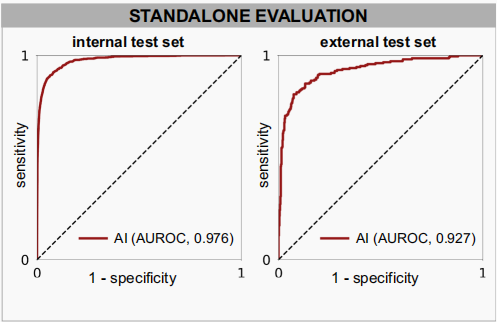 STANDALONE EVALUATION
internal test set
1
sensitivity
0
AI (AUROC, 0.976)
0
1 - specificity
1
external test set
1
sensitivity
0
AI (AUROC, 0.927)
0
1 - specificity
1